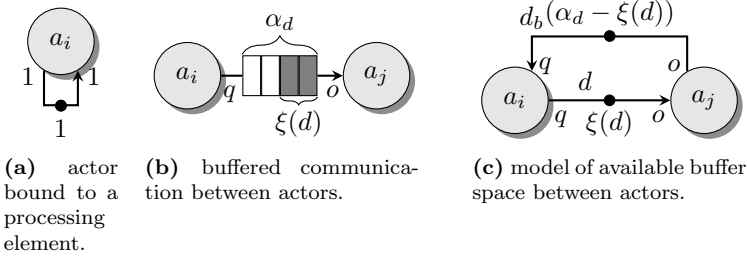 a_i
1 1
1
(a) actor
bound to a
processing
element.
α_d
a_i q o a_j
ξ(d)
(b) buffered communica-
tion between actors.
d_b (α_d − ξ(d))
q o
a_i d a_j
q ξ(d) o
(c) model of available buffer
space between actors.